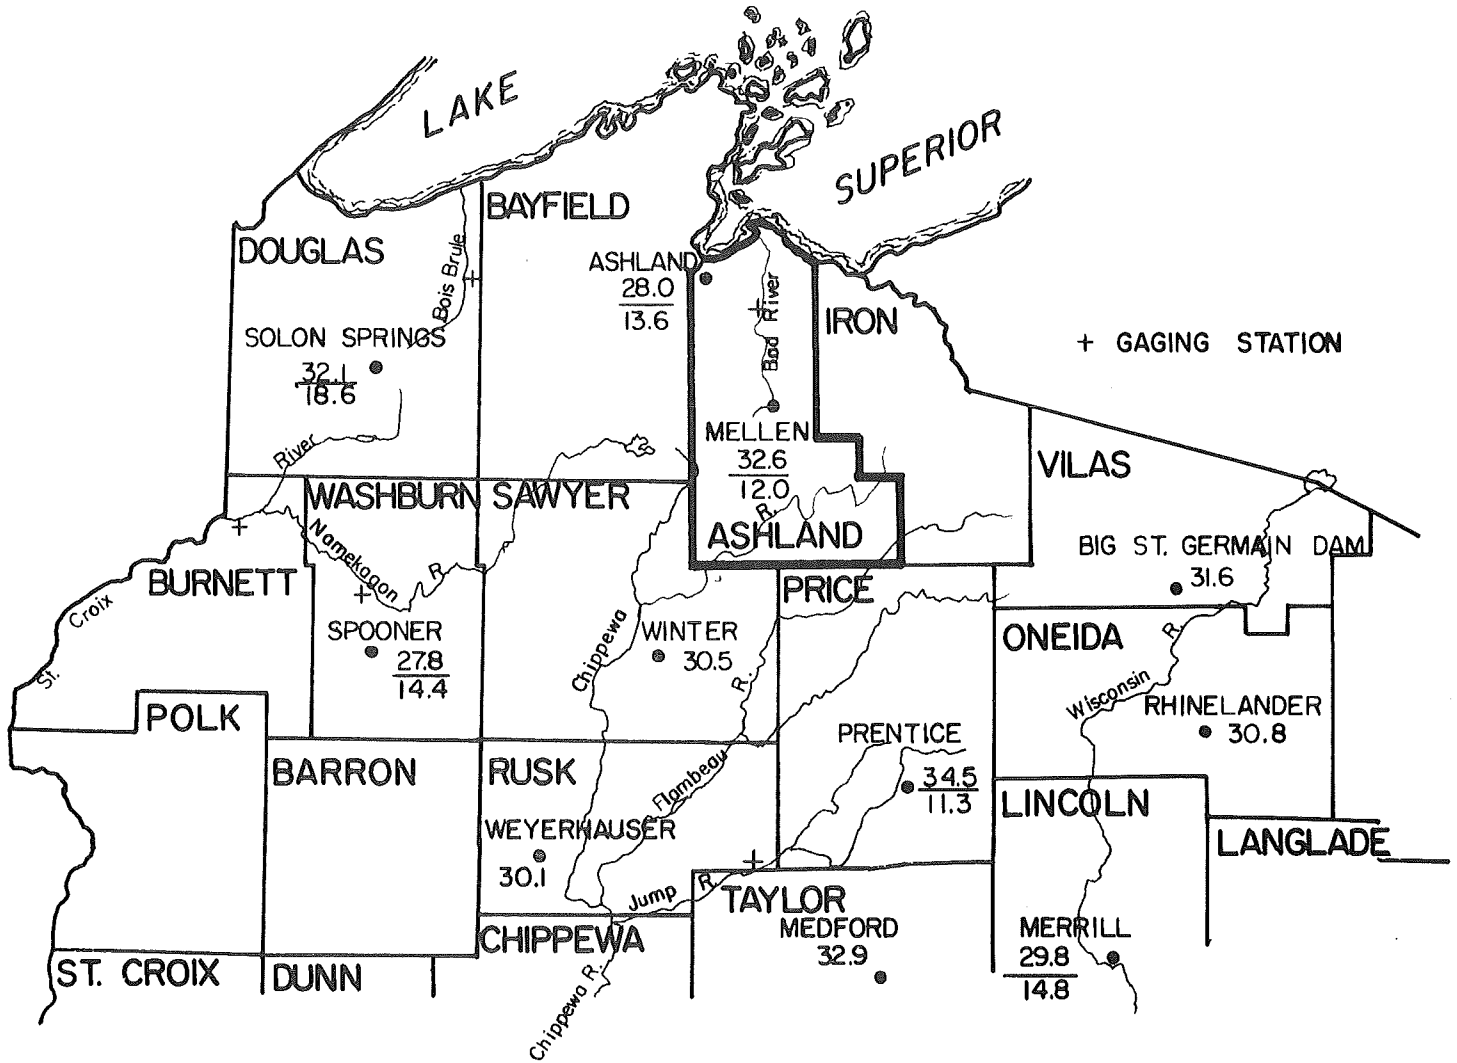 LAKE
SUPERIOR
BAYFIELD
DOUGLAS
Bois Brule
ASHLAND
28.0
13.6
Bad River
IRON
+ GAGING STATION
SOLON SPRINGS
32.1
18.6
MELLEN
32.6
12.0
River
VILAS
WASHBURN
SAWYER
R.
ASHLAND
Namekagon
R.
BIG ST. GERMAIN DAM
31.6
BURNETT
PRICE
St.
Croix
SPOONER
27.8
14.4
Chippewa
WINTER
30.5
R.
ONEIDA
R.
Wisconsin
RHINELANDER
30.8
POLK
PRENTICE
34.5
11.3
BARRON
RUSK
Flambeau
LINCOLN
WEYERHAUSER
30.1
LANGLADE
Jump R.
TAYLOR
MEDFORD
32.9
MERRILL
29.8
14.8
CHIPPEWA
ST. CROIX
DUNN
Chippewa R.